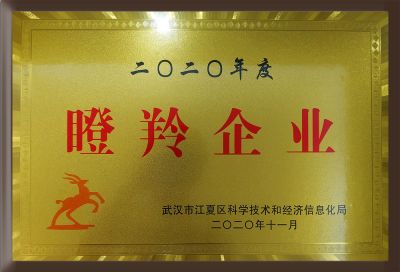 二〇二〇年度
瞪羚企业
武汉市江夏区科学技术和经济信息化局
二〇二〇年十一月